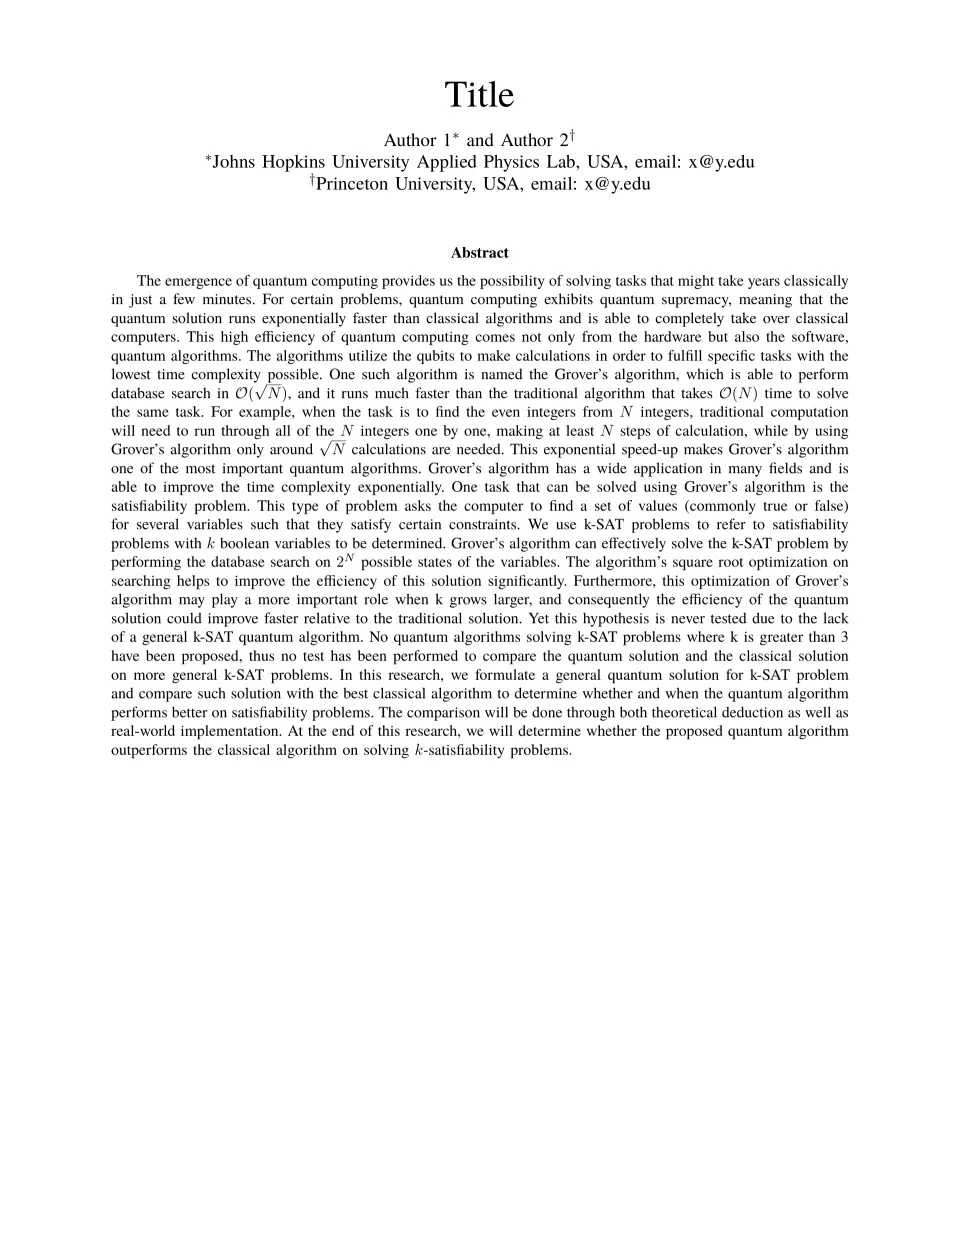 Title
Author 1* and Author 2†
*Johns Hopkins University Applied Physics Lab, USA, email: x@y.edu
†Princeton University, USA, email: x@y.edu
Abstract
The emergence of quantum computing provides us the possibility of solving tasks that might take years classically
in just a few minutes. For certain problems, quantum computing exhibits quantum supremacy, meaning that the
quantum solution runs exponentially faster than classical algorithms and is able to completely take over classical
computers. This high efficiency of quantum computing comes not only from the hardware but also the software,
quantum algorithms. The algorithms utilize the qubits to make calculations in order to fulfill specific tasks with the
lowest time complexity possible. One such algorithm is named the Grover's algorithm, which is able to perform
database search in O(√N), and it runs much faster than the traditional algorithm that takes O(N) time to solve
the same task. For example, when the task is to find the even integers from N integers, traditional computation
will need to run through all of the N integers one by one, making at least N steps of calculation, while by using
Grover's algorithm only around √N calculations are needed. This exponential speed-up makes Grover's algorithm
one of the most important quantum algorithms. Grover's algorithm has a wide application in many fields and is
able to improve the time complexity exponentially. One task that can be solved using Grover's algorithm is the
satisfiability problem. This type of problem asks the computer to find a set of values (commonly true or false)
for several variables such that they satisfy certain constraints. We use k-SAT problems to refer to satisfiability
problems with k boolean variables to be determined. Grover's algorithm can effectively solve the k-SAT problem by
performing the database search on 2^N possible states of the variables. The algorithm's square root optimization on
searching helps to improve the efficiency of this solution significantly. Furthermore, this optimization of Grover's
algorithm may play a more important role when k grows larger, and consequently the efficiency of the quantum
solution could improve faster relative to the traditional solution. Yet this hypothesis is never tested due to the lack
of a general k-SAT quantum algorithm. No quantum algorithms solving k-SAT problems where k is greater than 3
have been proposed, thus no test has been performed to compare the quantum solution and the classical solution
on more general k-SAT problems. In this research, we formulate a general quantum solution for k-SAT problem
and compare such solution with the best classical algorithm to determine whether and when the quantum algorithm
performs better on satisfiability problems. The comparison will be done through both theoretical deduction as well as
real-world implementation. At the end of this research, we will determine whether the proposed quantum algorithm
outperforms the classical algorithm on solving k-satisfiability problems.